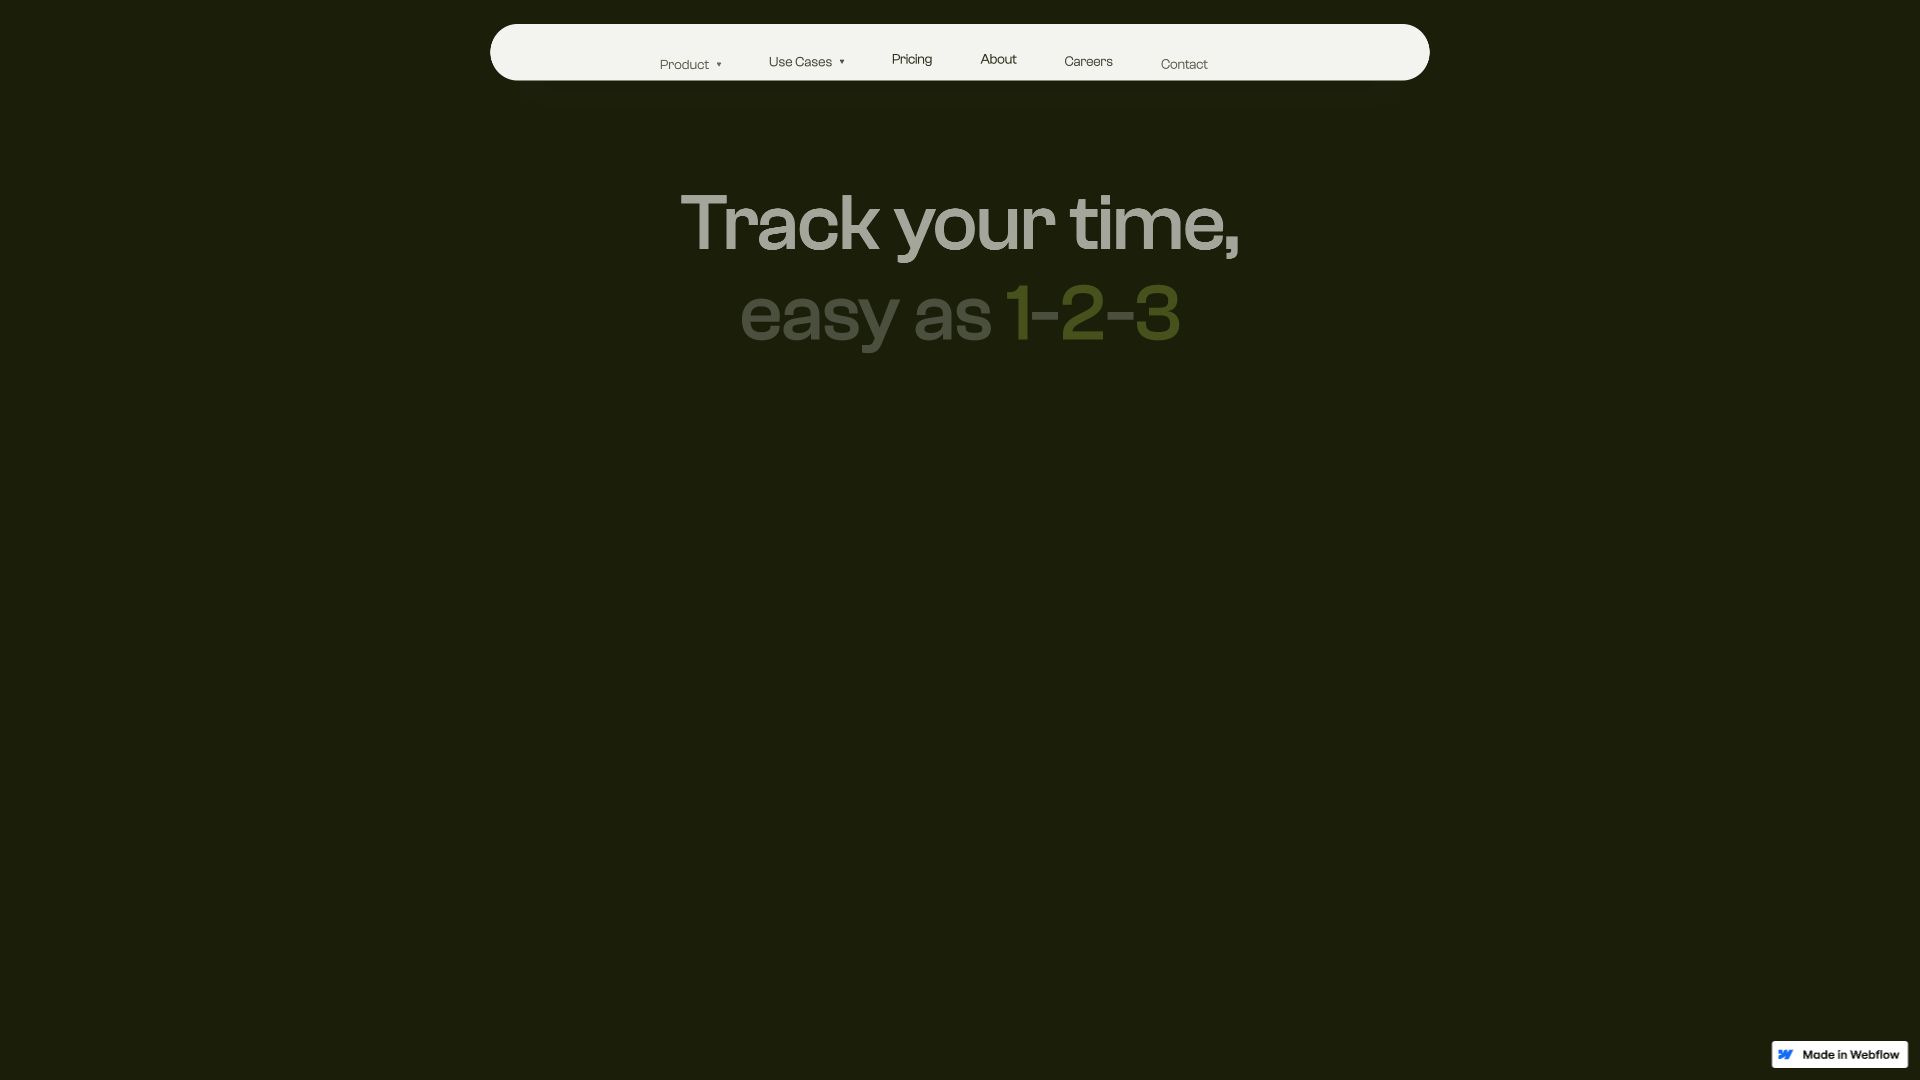 Product
Use Cases
Pricing
About
Careers
Contact
Track your time,
easy as 1-2-3
Made in Webflow